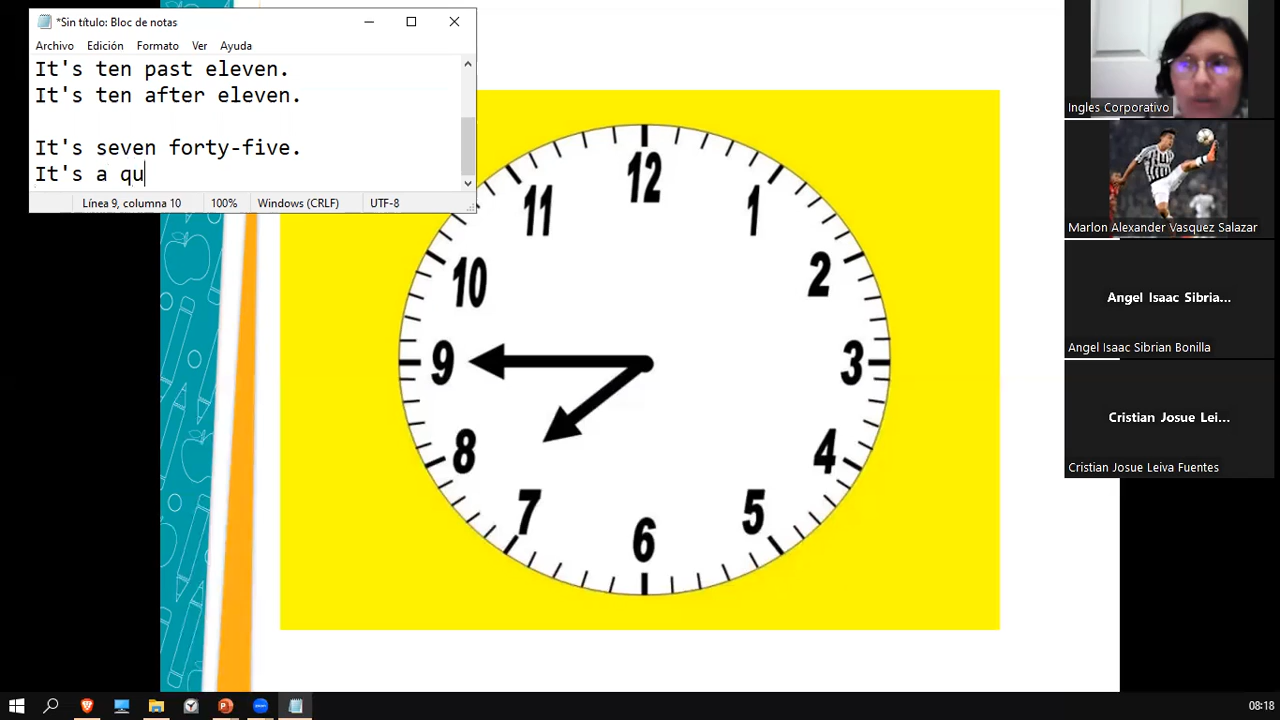 *Sin título: Bloc de notas
Archivo Edición Formato Ver Ayuda
It's ten past eleven.
It's ten after eleven.
It's seven forty-five.
It's a qu
Línea 9, columna 10 100% Windows (CRLF) UTF-8
12
1
2
3
4
5
6
7
8
9
10
11
Ingles Corporativo
Marlon Alexander Vasquez Salazar
Angel Isaac Sibria...
Angel Isaac Sibrian Bonilla
Cristian Josue Lei...
Cristian Josue Leiva Fuentes
08:18